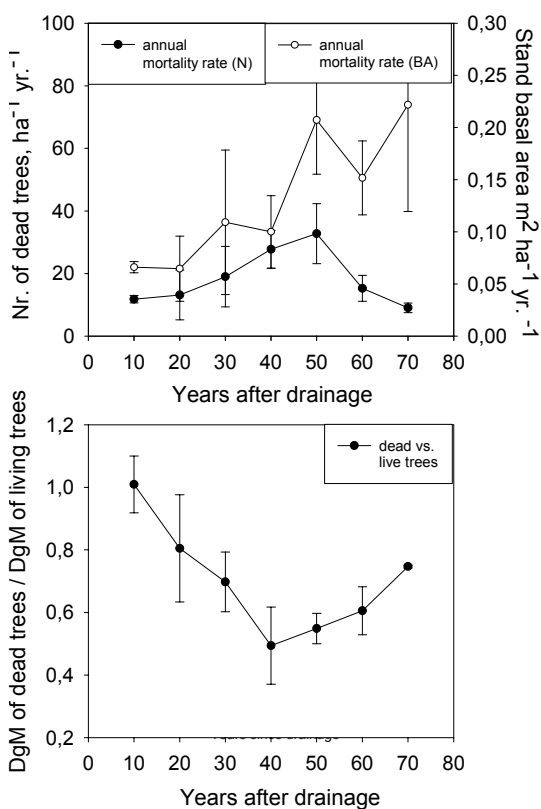 100
80
60
40
20
0
Nr. of dead trees, ha⁻¹ yr.⁻¹
annual
mortality rate (N)
annual
mortality rate (BA)
0,30
0,25
0,20
0,15
0,10
0,05
0,00
Stand basal area m² ha⁻¹ yr. -1
0 10 20 30 40 50 60 70 80
Years after drainage
1,2
1,0
0,8
0,6
0,4
0,2
DgM of dead trees / DgM of living trees
dead vs.
live trees
drainage
0 10 20 30 40 50 60 70 80
Years after drainage